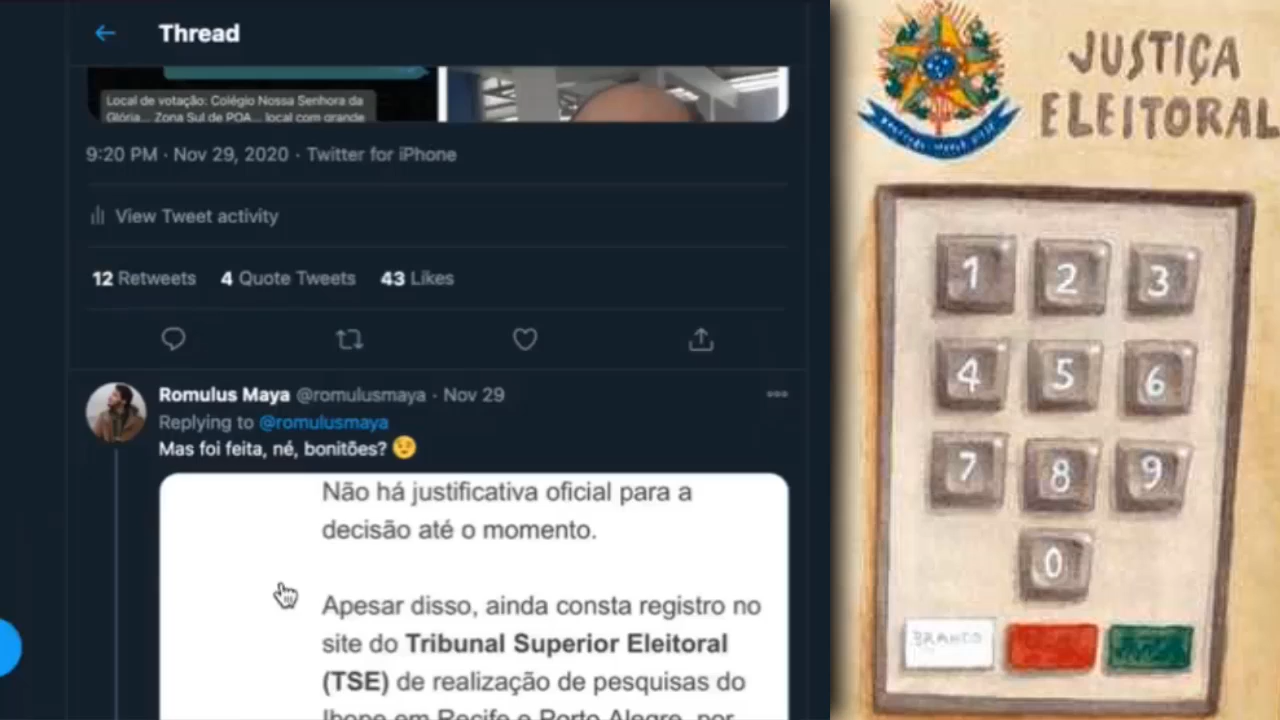 Thread
Local de votação: Colégio Nossa Senhora da
Glória... Zona Sul de POA... local com grande
9:20 PM · Nov 29, 2020 · Twitter for iPhone
View Tweet activity
12 Retweets 4 Quote Tweets 43 Likes
Romulus Maya @romulusmaya · Nov 29
Replying to @romulusmaya
Mas foi feita, né, bonitões? 😉
Não há justificativa oficial para a
decisão até o momento.
Apesar disso, ainda consta registro no
site do Tribunal Superior Eleitoral
(TSE) de realização de pesquisas do
Ibope em Recife e Porto Alegre, por
JUSTIÇA
ELEITORAL
1 2 3
4 5 6
7 8 9
0
BRANCO